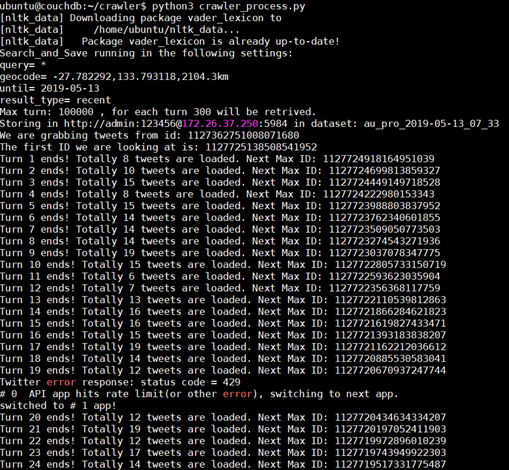 ubuntu@couchdb:~/crawler$ python3 crawler_process.py
[nltk_data] Downloading package vader_lexicon to
[nltk_data]     /home/ubuntu/nltk_data...
[nltk_data]   Package vader_lexicon is already up-to-date!
Search_and_Save running in the following settings:
query= *
geocode= -27.782292,133.793118,2104.3km
until= 2019-05-13
result_type= recent
Max turn: 100000 , for each turn 300 will be retrived.
Storing in http://admin:123456@172.26.37.250:5984 in dataset: au_pro_2019-05-13_07_33
We are grabbing tweets from id: 1127362751008071680
The first ID we are looking at is: 1127725138508541952
Turn 1 ends! Totally 8 tweets are loaded. Next Max ID: 1127724918164951039
Turn 2 ends! Totally 10 tweets are loaded. Next Max ID: 1127724699813859327
Turn 3 ends! Totally 15 tweets are loaded. Next Max ID: 1127724449149718528
Turn 4 ends! Totally 8 tweets are loaded. Next Max ID: 1127724222980153343
Turn 5 ends! Totally 15 tweets are loaded. Next Max ID: 1127723988803837952
Turn 6 ends! Totally 14 tweets are loaded. Next Max ID: 1127723762340601855
Turn 7 ends! Totally 14 tweets are loaded. Next Max ID: 1127723509050773503
Turn 8 ends! Totally 14 tweets are loaded. Next Max ID: 1127723274543271936
Turn 9 ends! Totally 19 tweets are loaded. Next Max ID: 1127723037078347775
Turn 10 ends! Totally 15 tweets are loaded. Next Max ID: 1127722805733150719
Turn 11 ends! Totally 6 tweets are loaded. Next Max ID: 1127722593623035904
Turn 12 ends! Totally 7 tweets are loaded. Next Max ID: 1127722356368117759
Turn 13 ends! Totally 13 tweets are loaded. Next Max ID: 1127722110539812863
Turn 14 ends! Totally 16 tweets are loaded. Next Max ID: 1127721866284621823
Turn 15 ends! Totally 16 tweets are loaded. Next Max ID: 1127721619827433471
Turn 16 ends! Totally 15 tweets are loaded. Next Max ID: 1127721393183838207
Turn 17 ends! Totally 19 tweets are loaded. Next Max ID: 1127721162212036612
Turn 18 ends! Totally 14 tweets are loaded. Next Max ID: 1127720885530583041
Turn 19 ends! Totally 12 tweets are loaded. Next Max ID: 1127720670937247744
Twitter error response: status code = 429
# 0  API app hits rate limit(or other error), switching to next app.
switched to # 1 app!
Turn 20 ends! Totally 12 tweets are loaded. Next Max ID: 1127720434634334207
Turn 21 ends! Totally 19 tweets are loaded. Next Max ID: 1127720197052411903
Turn 22 ends! Totally 12 tweets are loaded. Next Max ID: 1127719972896010239
Turn 23 ends! Totally 17 tweets are loaded. Next Max ID: 1127719743949922303
Turn 24 ends! Totally 14 tweets are loaded. Next Max ID: 1127719517331775487